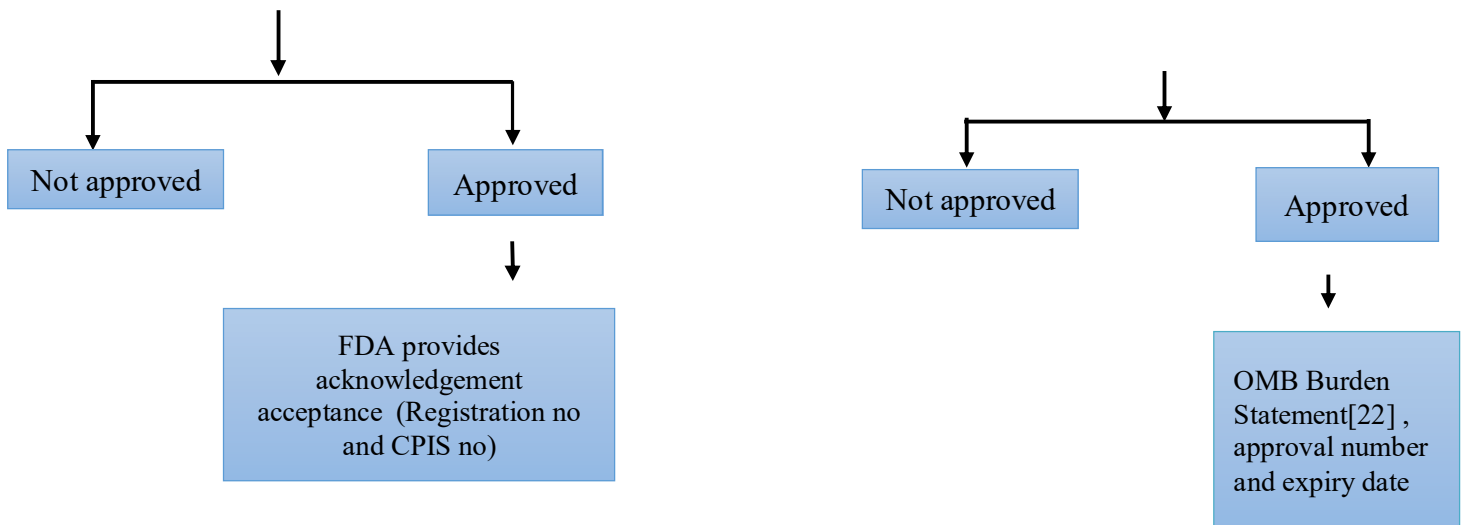 Not approved
Approved
FDA provides
acknowledgement
acceptance (Registration no
and CPIS no)
Not approved
Approved
OMB Burden
Statement[22] ,
approval number
and expiry date